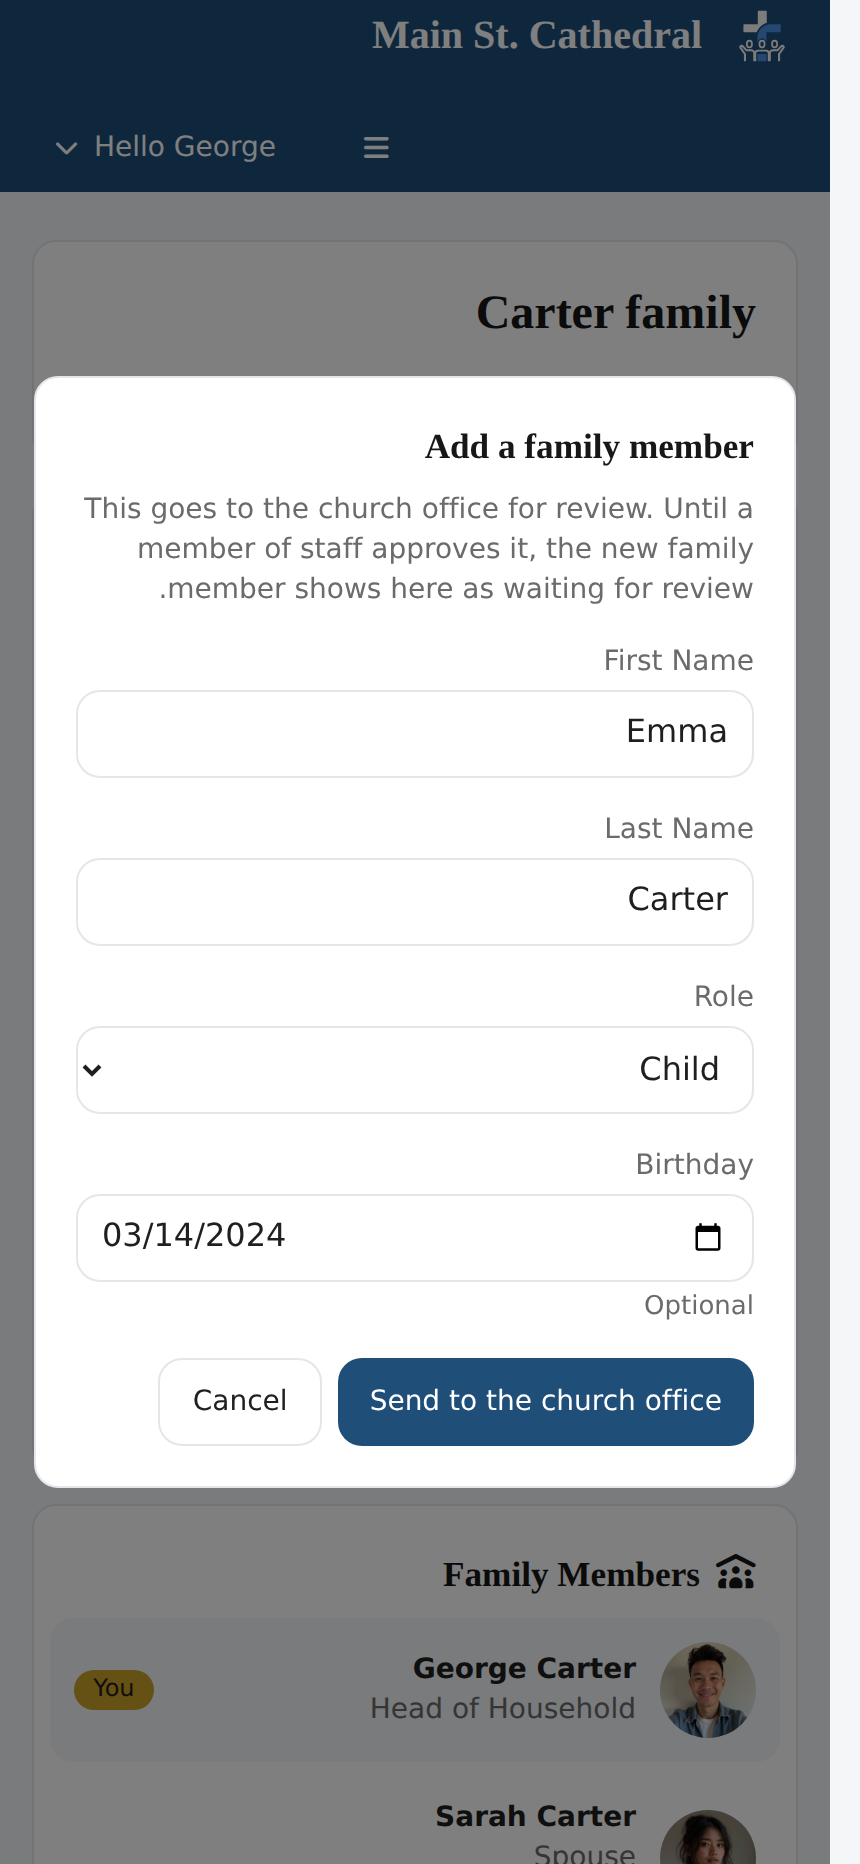 Main St. Cathedral
Hello George
Carter family
Add a family member
This goes to the church office for review. Until a
member of staff approves it, the new family
.member shows here as waiting for review
First Name
Emma
Last Name
Carter
Role
Child
Birthday
03/14/2024
Optional
Send to the church office
Cancel
Family Members
George Carter
Head of Household
You
Sarah Carter
Spouse